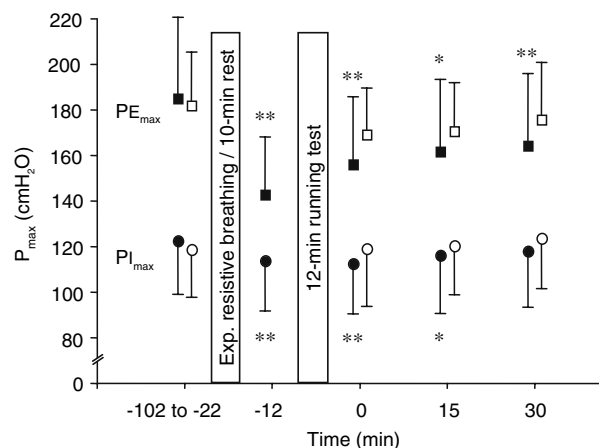 220
200
180
160
140
120
100
80
0
P_max (cmH₂O)
PE_max
PI_max
Exp. resistive breathing / 10-min rest
12-min running test
**
**
*
**
**
**
*
-102 to -22
-12
0
15
30
Time (min)